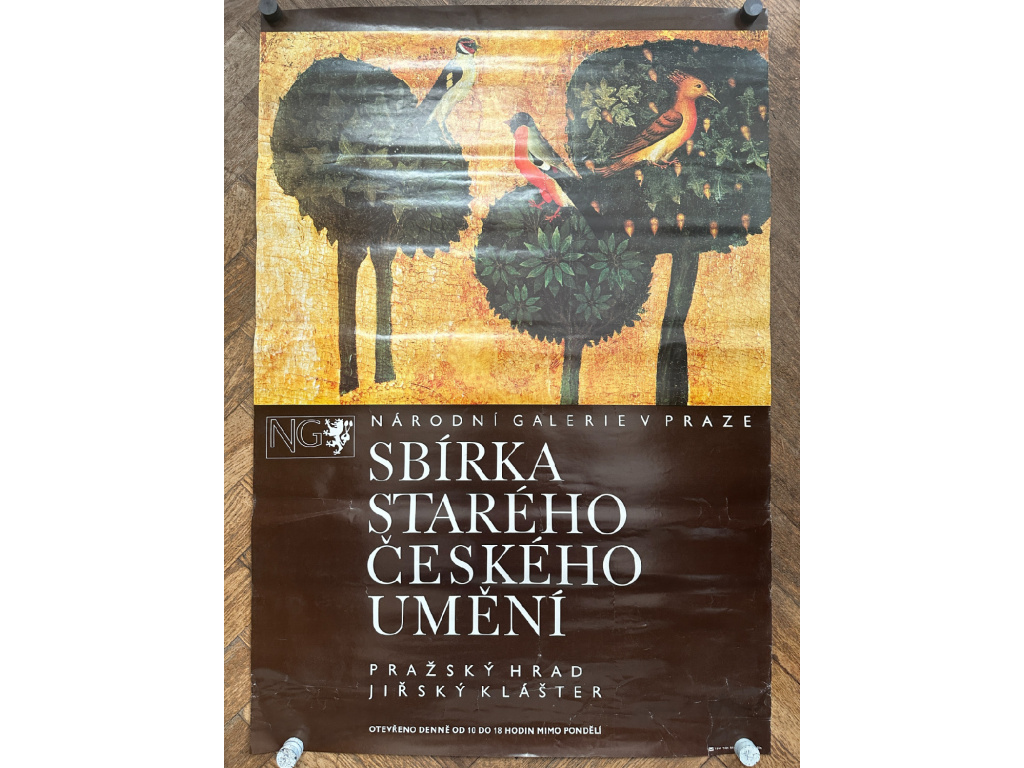 NÁRODNÍ GALERIE V PRAZE
NG
SBÍRKA
STARÉHO
ČESKÉHO
UMĚNÍ
PRAŽSKÝ HRAD
JIŘSKÝ KLÁŠTER
OTEVŘENO DENNĚ OD 10 DO 18 HODIN MIMO PONDĚLÍ